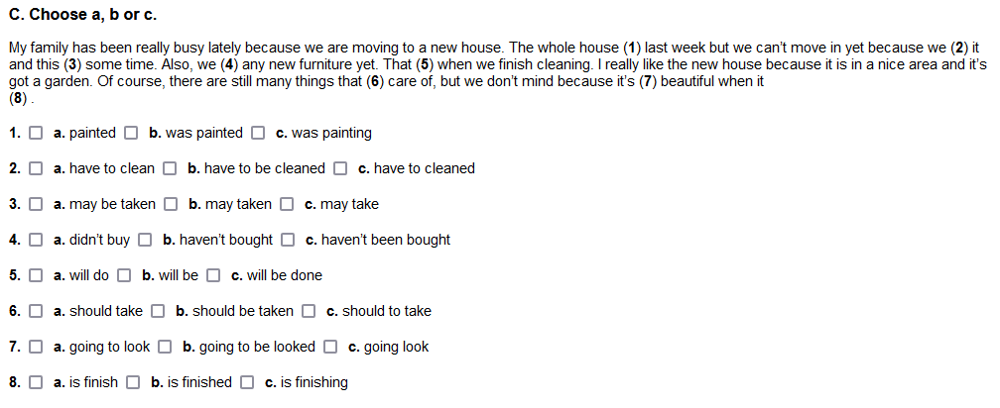 C. Choose a, b or c.
My family has been really busy lately because we are moving to a new house. The whole house (1) last week but we can't move in yet because we (2) it
and this (3) some time. Also, we (4) any new furniture yet. That (5) when we finish cleaning. I really like the new house because it is in a nice area and it's
got a garden. Of course, there are still many things that (6) care of, but we don't mind because it's (7) beautiful when it
(8) .
1. a. painted b. was painted c. was painting
2. a. have to clean b. have to be cleaned c. have to cleaned
3. a. may be taken b. may taken c. may take
4. a. didn't buy b. haven't bought c. haven't been bought
5. a. will do b. will be c. will be done
6. a. should take b. should be taken c. should to take
7. a. going to look b. going to be looked c. going look
8. a. is finish b. is finished c. is finishing